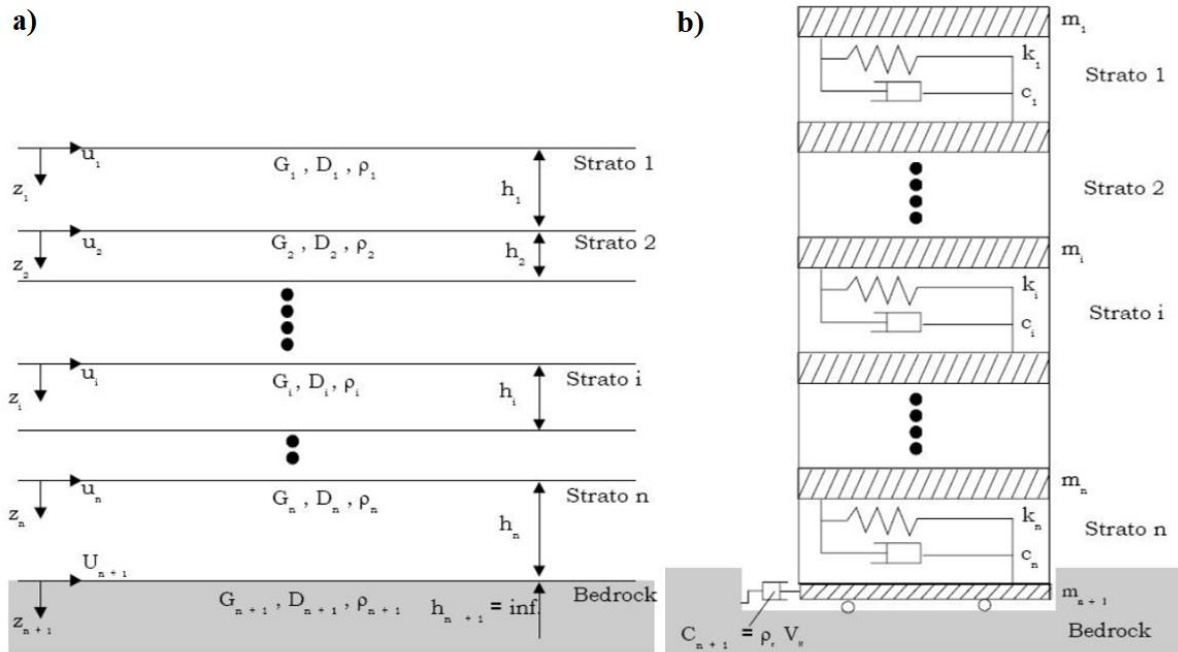 a)
u₁
G₁ , D₁ , ρ₁
Strato 1
z₁
h₁
u₂
G₂ , D₂ , ρ₂
Strato 2
z₂
h₂
uᵢ
Gᵢ , Dᵢ , ρᵢ
Strato i
zᵢ
hᵢ
uₙ
Gₙ , Dₙ , ρₙ
Strato n
zₙ
hₙ
Uₙ₊₁
Bedrock
Gₙ₊₁ , Dₙ₊₁ , ρₙ₊₁
hₙ₊₁ = inf.
zₙ₊₁
b)
m₁
k₁
Strato 1
c₁
Strato 2
mᵢ
kᵢ
Strato i
cᵢ
mₙ
kₙ
Strato n
cₙ
mₙ₊₁
Cₙ₊₁ = ρᵣ Vₛ
Bedrock